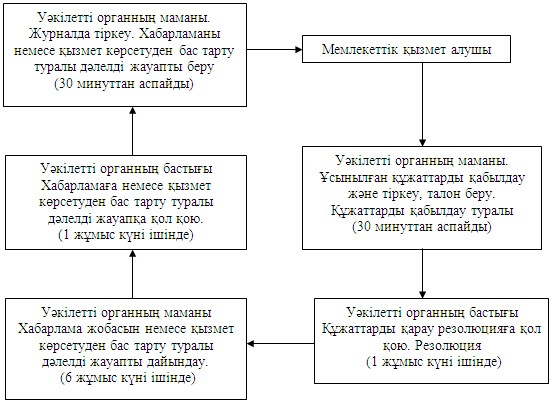 Уәкілетті органның маманы.
Журналда тіркеу. Хабарламаны
немесе қызмет көрсетуден бас тарту
туралы дәлелді жауапты беру
(30 минуттан аспайды)
Мемлекеттік қызмет алушы
Уәкілетті органның маманы.
Ұсынылған құжаттарды қабылдау
және тіркеу, талон беру.
Құжаттарды қабылдау туралы
(30 минуттан аспайды)
Уәкілетті органның бастығы
Құжаттарды қарау резолюцияға қол
қою. Резолюция
(1 жұмыс күні ішінде)
Уәкілетті органның маманы
Хабарлама жобасын немесе қызмет
көрсетуден бас тарту туралы
дәлелді жауапты дайындау.
(6 жұмыс күні ішінде)
Уәкілетті органның бастығы
Хабарламаға немесе қызмет
көрсетуден бас тарту туралы
дәлелді жауапқа қол қою.
(1 жұмыс күні ішінде)